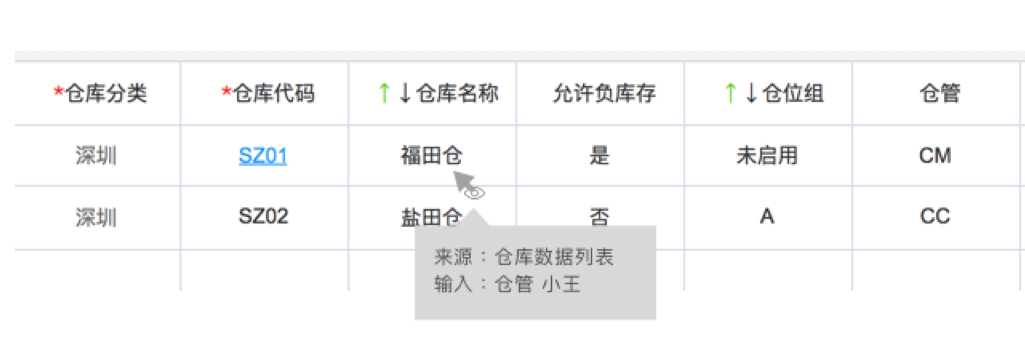 *仓库分类 *仓库代码 ↑↓仓库名称 允许负库存 ↑↓仓位组 仓管
深圳 SZ01 福田仓 是 未启用 CM
深圳 SZ02 盐田仓 否 A CC
来源：仓库数据列表
输入：仓管 小王